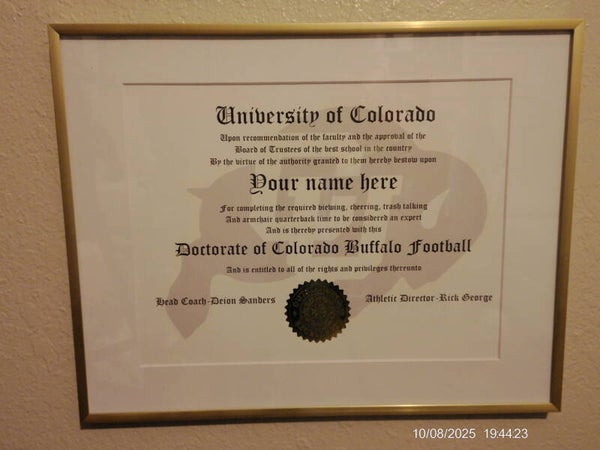 University of Colorado
Upon recommendation of the faculty and the approval of the
Board of Trustees of the best school in the country
By the virtue of the authority granted to them hereby bestow upon
Your name here
For completing the required viewing, cheering, trash talking
And armchair quarterback time to be considered an expert
And is thereby presented with this
Doctorate of Colorado Buffalo Football
And is entitled to all of the rights and privileges thereunto
Head Coach-Deion Sanders
Athletic Director-Rick George
10/08/2025 19:44:23